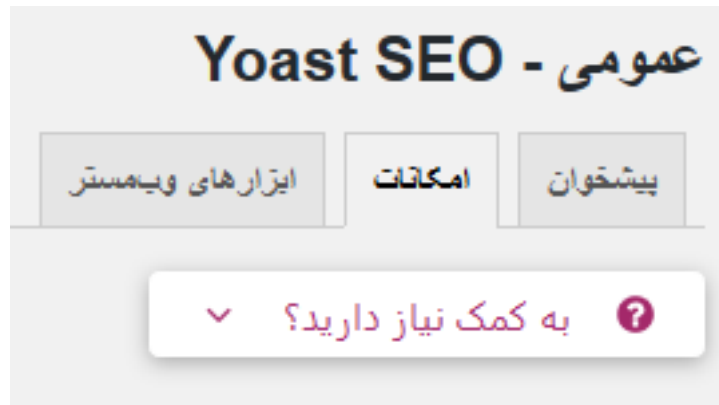 عمومی - Yoast SEO
پیشخوان امکانات ابزارهای وب‌مستر
به کمک نیاز دارید؟